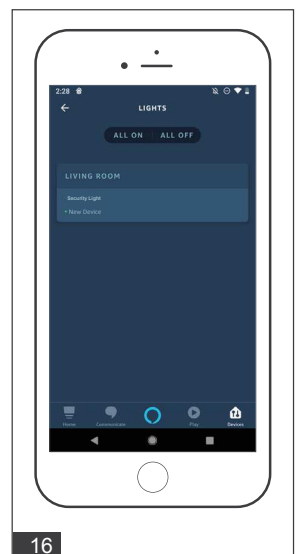 2:28
LIGHTS
ALL ON ALL OFF
LIVING ROOM
Security Light
• New Device
Home Communicate Play Devices
16